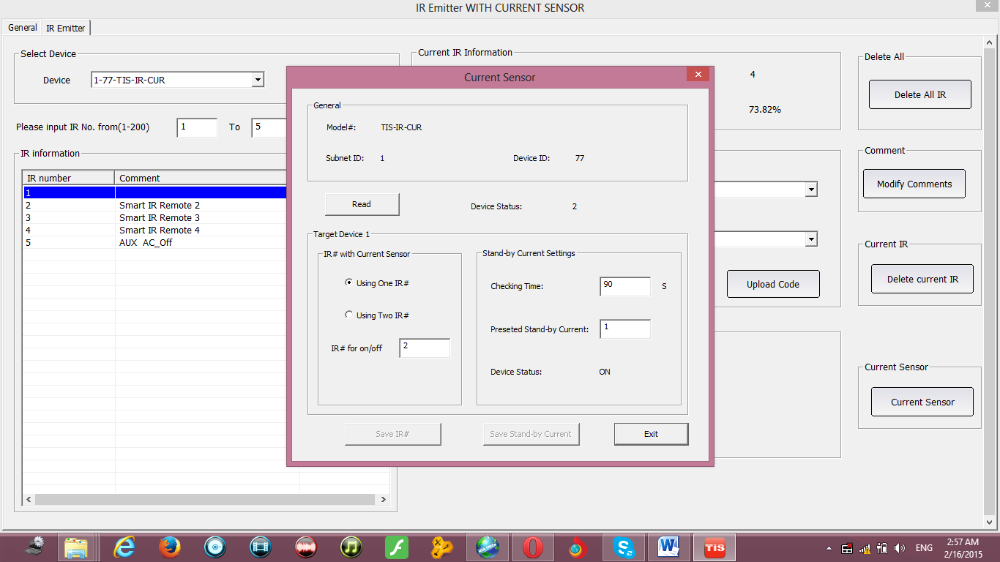 IR Emitter WITH CURRENT SENSOR
General
IR Emitter
Select Device
Device
1-77-TIS-IR-CUR
Please input IR No. from(1-200)
1
To
5
IR information
IR number
Comment
1
2
Smart IR Remote 2
3
Smart IR Remote 3
4
Smart IR Remote 4
5
AUX AC_Off
Current IR Information
4
73.82%
Upload Code
Delete All
Delete All IR
Comment
Modify Comments
Current IR
Delete current IR
Current Sensor
Current Sensor
Current Sensor
General
Model#:
TIS-IR-CUR
Subnet ID:
1
Device ID:
77
Read
Device Status:
2
Target Device 1
IR# with Current Sensor
Using One IR#
Using Two IR#
IR# for on/off
2
Stand-by Current Settings
Checking Time:
90
S
Preseted Stand-by Current:
1
Device Status:
ON
Save IR#
Save Stand-by Current
Exit
TIS
ENG
2:57 AM
2/16/2015